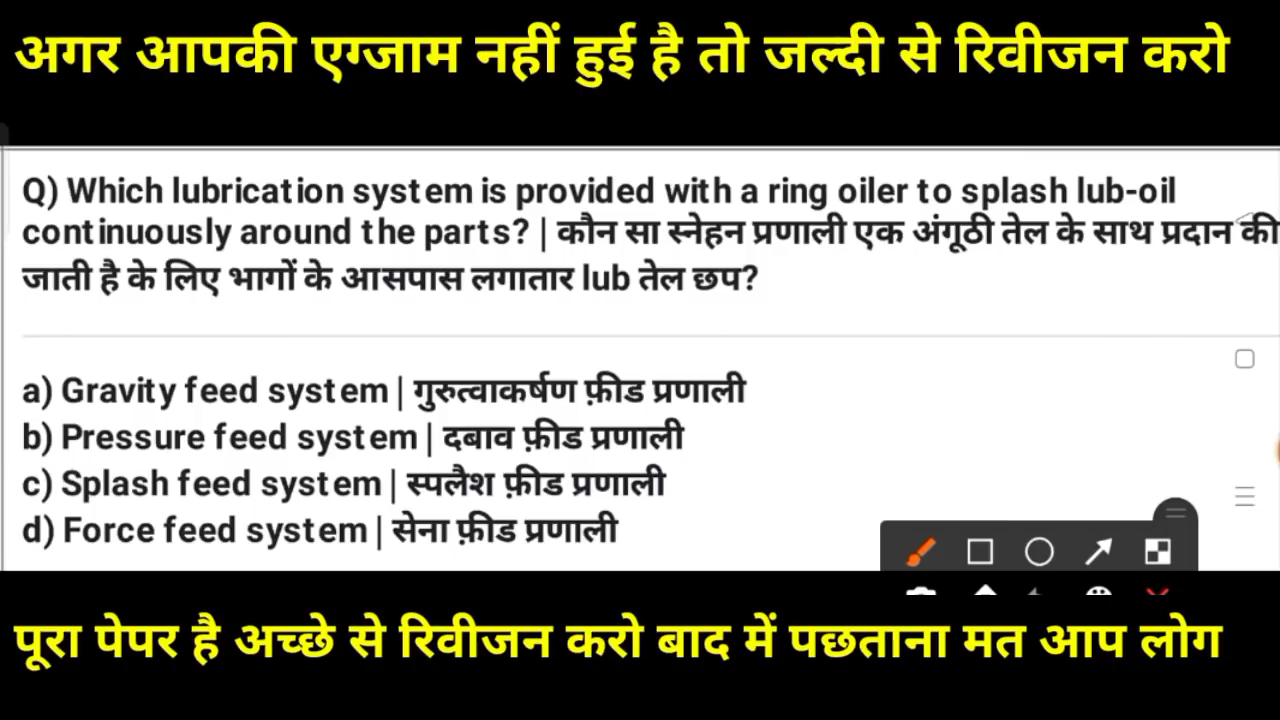 अगर आपकी एग्जाम नहीं हुई है तो जल्दी से रिवीजन करो
Q) Which lubrication system is provided with a ring oiler to splash lub-oil
continuously around the parts? | कौन सा स्नेहन प्रणाली एक अंगूठी तेल के साथ प्रदान की
जाती है के लिए भागों के आसपास लगातार lub तेल छप?
a) Gravity feed system | गुरुत्वाकर्षण फ़ीड प्रणाली
b) Pressure feed system | दबाव फ़ीड प्रणाली
c) Splash feed system | स्पलैश फ़ीड प्रणाली
d) Force feed system | सेना फ़ीड प्रणाली
पूरा पेपर है अच्छे से रिवीजन करो बाद में पछताना मत आप लोग